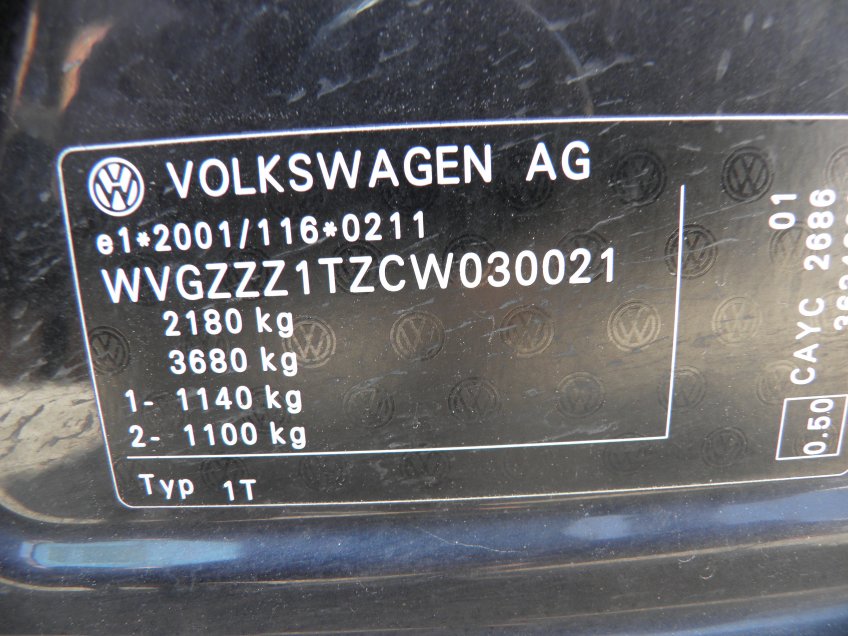 VOLKSWAGEN AG
e1*2001/116*0211
WVGZZZ1TZCW030021
2180 kg
3680 kg
1- 1140 kg
2- 1100 kg
Typ 1T
01
CAYC 2686
0.50